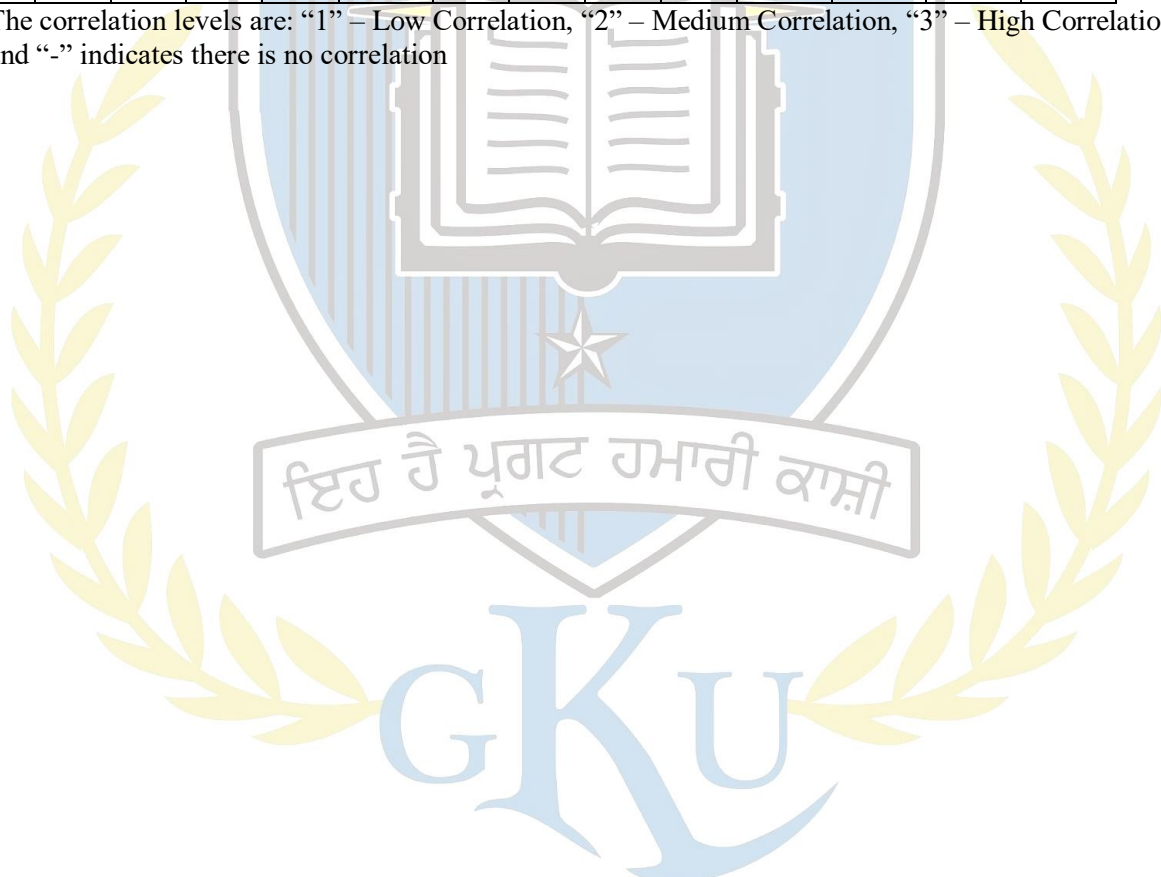 The correlation levels are: “1” – Low Correlation, “2” – Medium Correlation, “3” – High Correlatio
nd “-” indicates there is no correlation
ਇਹ ਹੈ ਪ੍ਰਗਟ ਹਮਾਰੀ ਕਾਸ਼ੀ
GKU